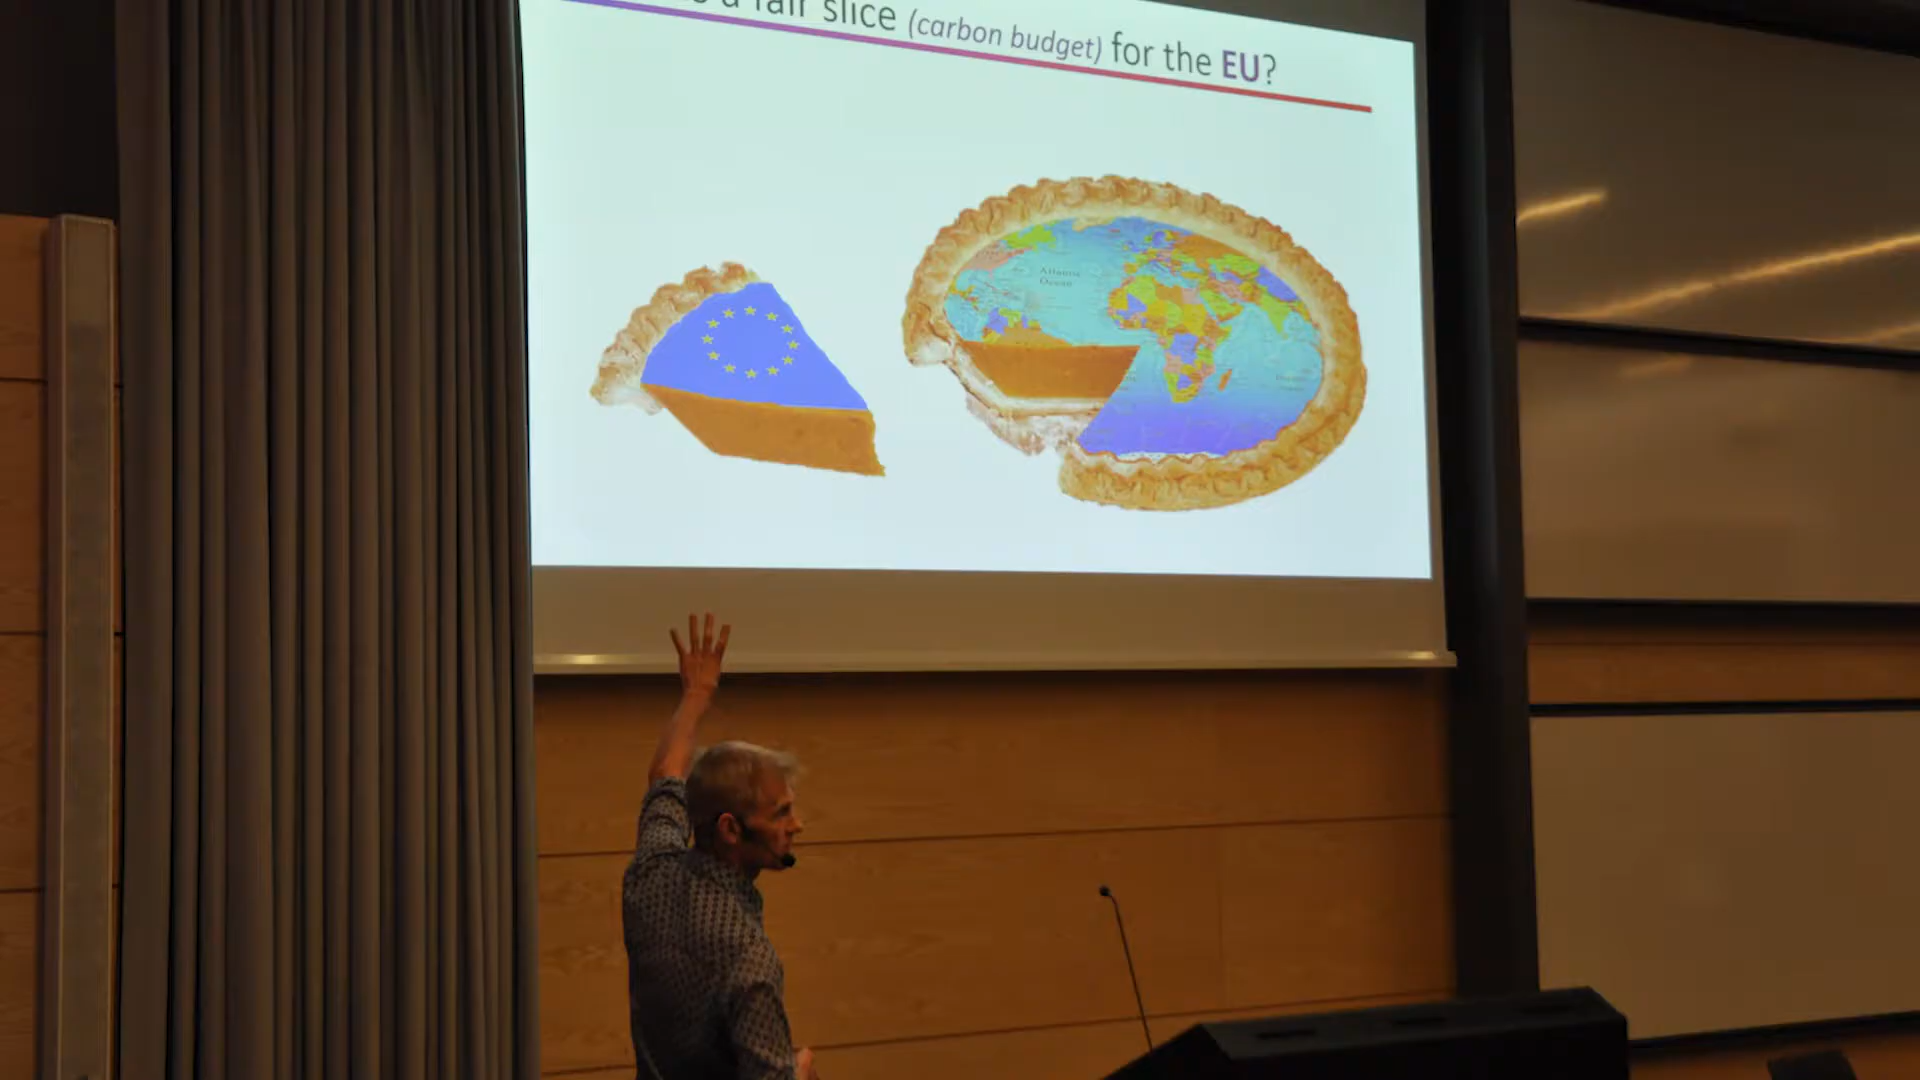 a fair slice (carbon budget) for the EU?
Atlantic
Ocean